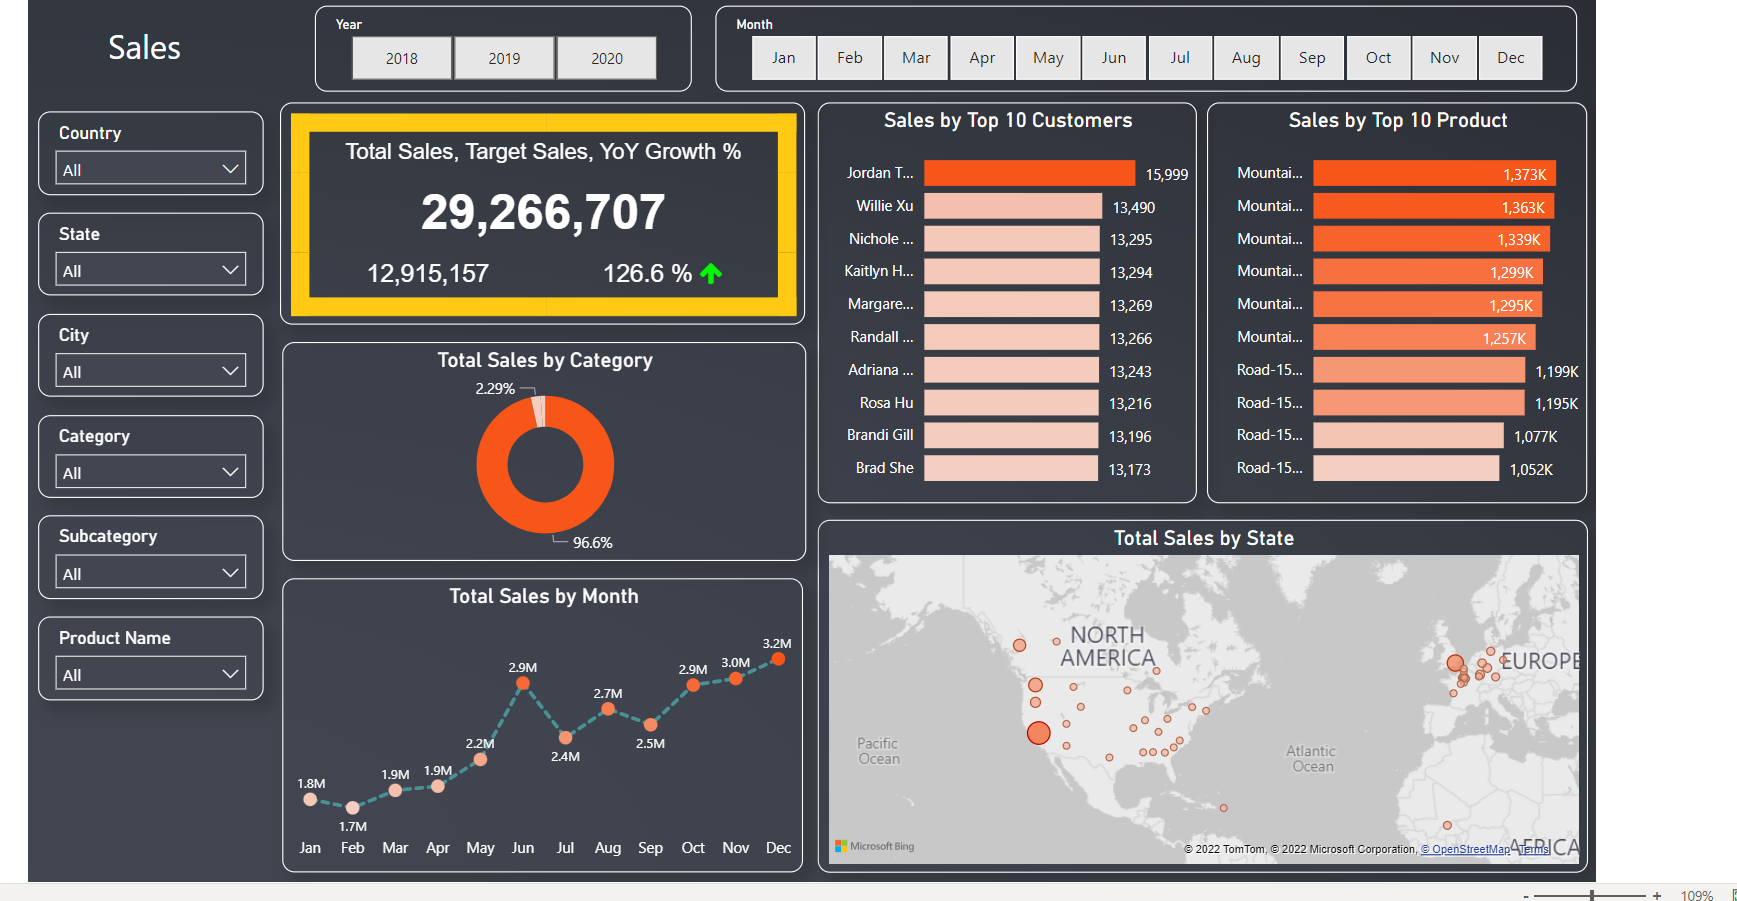 Sales
Year
2018 2019 2020
Month
Jan Feb Mar Apr May Jun Jul Aug Sep Oct Nov Dec
Country
All
State
All
City
All
Category
All
Subcategory
All
Product Name
All
Total Sales, Target Sales, YoY Growth %
29,266,707
12,915,157 126.6 %
Total Sales by Category
2.29%
96.6%
Total Sales by Month
3.2M
2.9M 2.9M 3.0M
2.7M
2.2M 2.4M 2.5M
1.8M 1.9M 1.9M
1.7M
Jan Feb Mar Apr May Jun Jul Aug Sep Oct Nov Dec
Sales by Top 10 Customers
Jordan T... 15,999
Willie Xu 13,490
Nichole ... 13,295
Kaitlyn H... 13,294
Margare... 13,269
Randall ... 13,266
Adriana ... 13,243
Rosa Hu 13,216
Brandi Gill 13,196
Brad She 13,173
Sales by Top 10 Product
Mountai... 1,373K
Mountai... 1,363K
Mountai... 1,339K
Mountai... 1,299K
Mountai... 1,295K
Mountai... 1,257K
Road-15... 1,199K
Road-15... 1,195K
Road-15... 1,077K
Road-15... 1,052K
Total Sales by State
NORTH
AMERICA
EUROPE
Pacific
Ocean
Atlantic
Ocean
AFRICA
Microsoft Bing
© 2022 TomTom, © 2022 Microsoft Corporation, © OpenStreetMap Terms
- + 109%